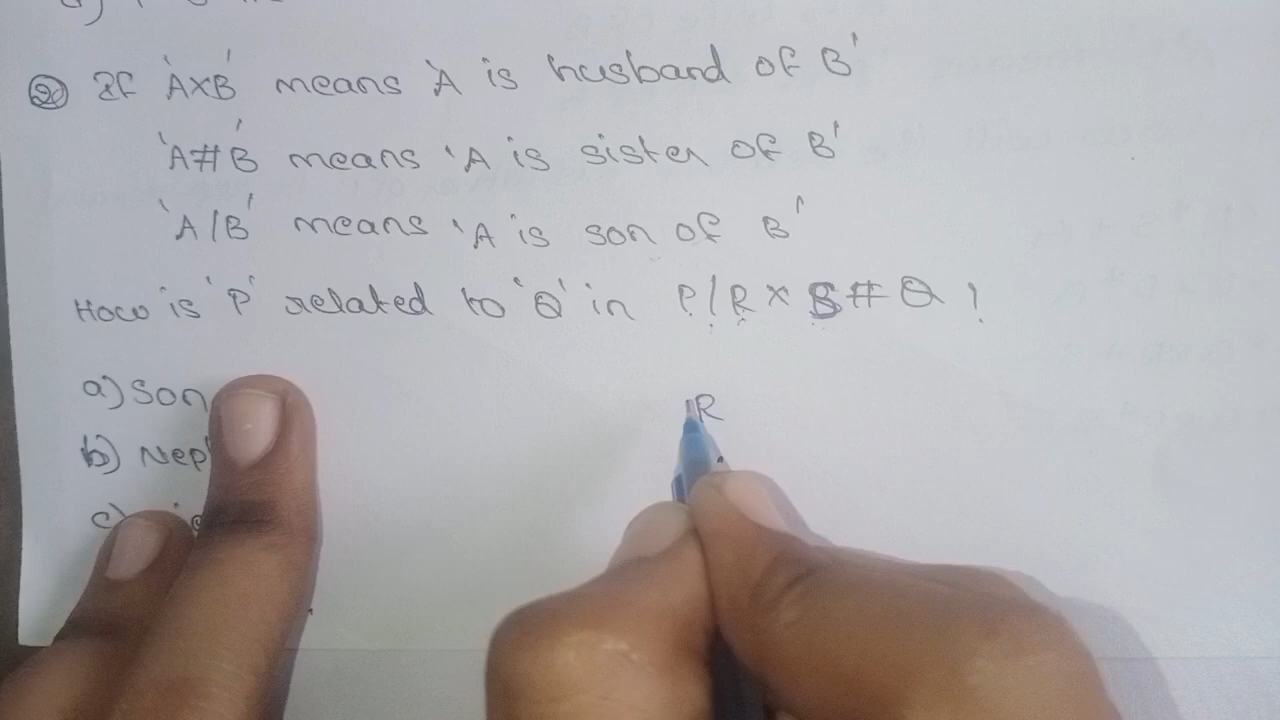 ② If 'A×B' means 'A is husband of B'
'A#B' means 'A is sister of B'
'A/B' means 'A is son of B'
How is 'P' related to 'Q' in P/R×S#Q !
a) son
R
b) Nep
c)